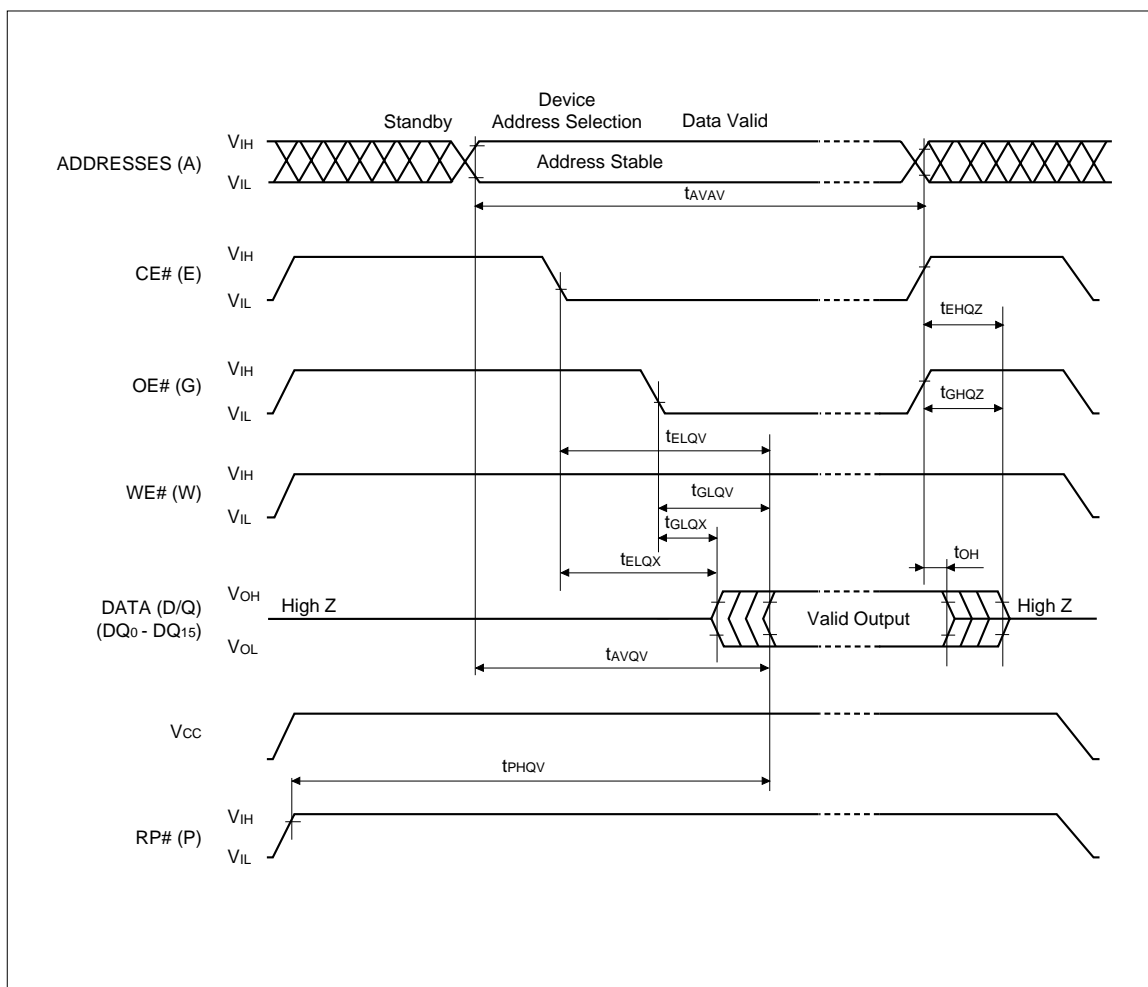 Device
Standby Address Selection Data Valid
VIH
ADDRESSES (A) Address Stable
VIL
tAVAV
VIH
CE# (E)
VIL
tEHQZ
VIH
OE# (G) tGHQZ
VIL
tELQV
VIH
WE# (W)
tGLQV
VIL
tGLQX
tELQX tOH
VOH
High Z High Z
DATA (D/Q) Valid Output
(DQ0 - DQ15)
VOL
tAVQV
VCC
tPHQV
VIH
RP# (P)
VIL